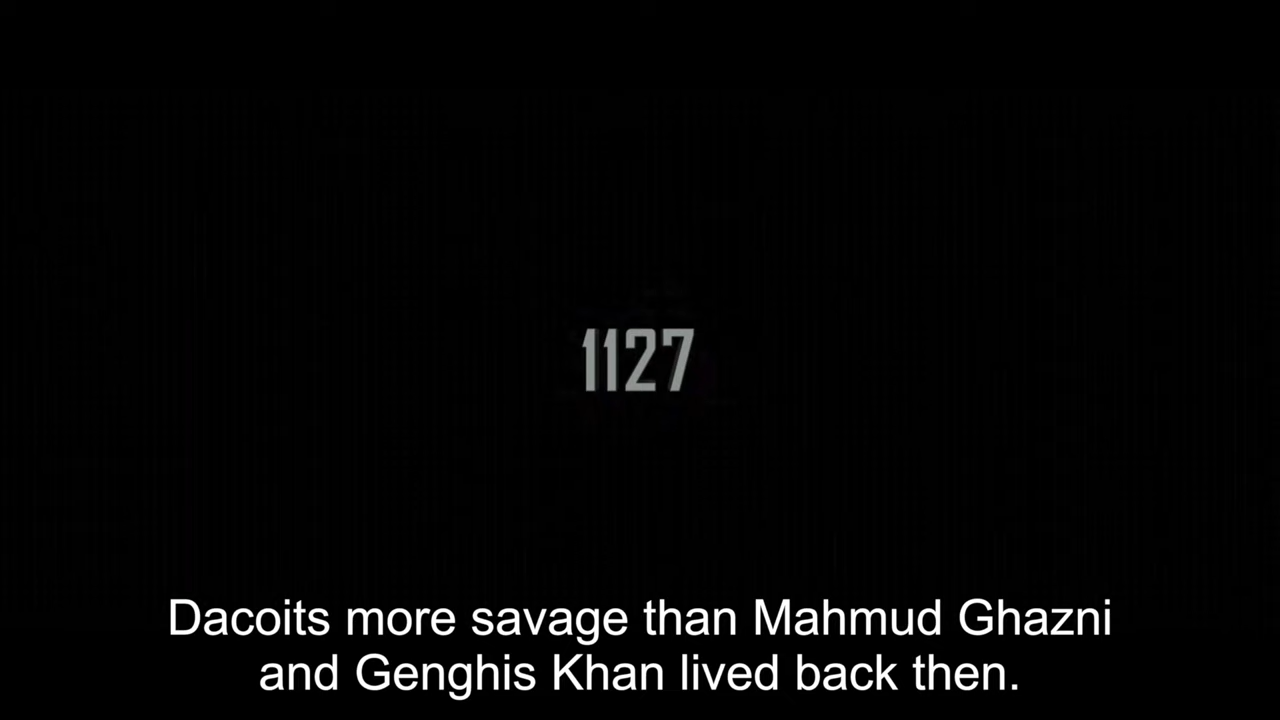 1127
Dacoits more savage than Mahmud Ghazni
and Genghis Khan lived back then.